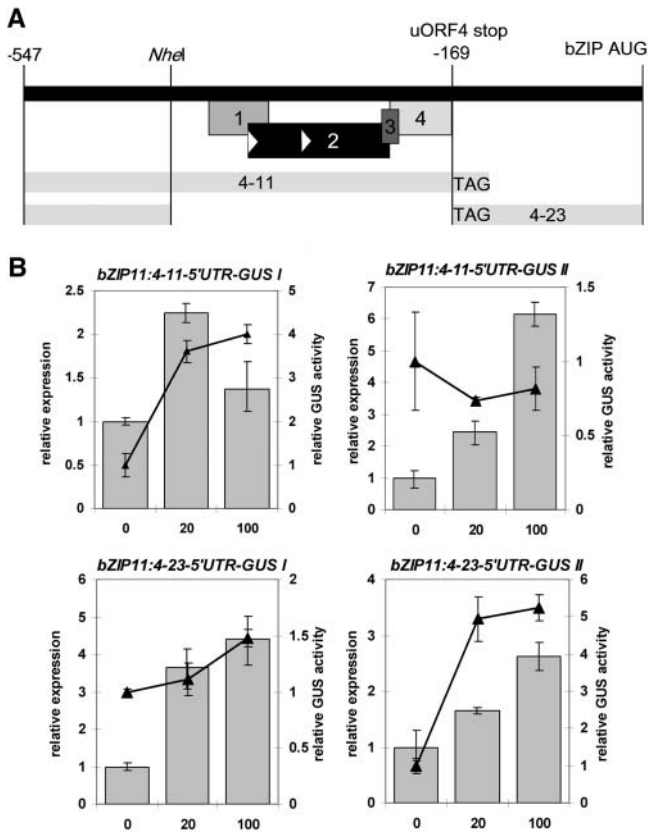 A
uORF4 stop
-547 NheI -169 bZIP AUG
1 2 3 4
4-11 TAG
TAG 4-23
B
bZIP11:4-11-5'UTR-GUS I
relative expression
2.5
2
1.5
1
0.5
0
5
4
3
2
1
0
relative GUS activity
0 20 100
bZIP11:4-11-5'UTR-GUS II
relative expression
7
6
5
4
3
2
1
0
1.5
1
0.5
0
relative GUS activity
0 20 100
bZIP11:4-23-5'UTR-GUS I
relative expression
6
5
4
3
2
1
0
2
1.5
1
0.5
0
relative GUS activity
0 20 100
bZIP11:4-23-5'UTR-GUS II
relative expression
4
3
2
1
0
6
5
4
3
2
1
0
relative GUS activity
0 20 100